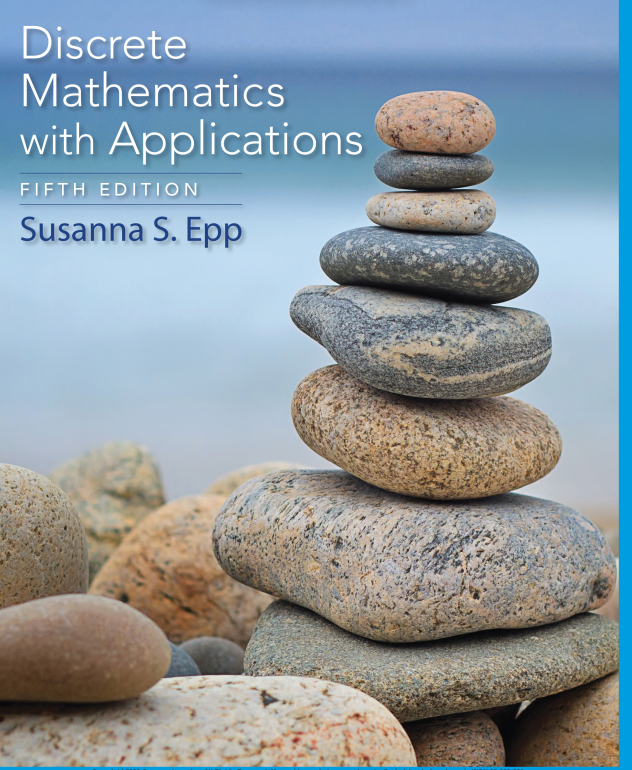 Discrete
Mathematics
with Applications
FIFTH EDITION
Susanna S. Epp